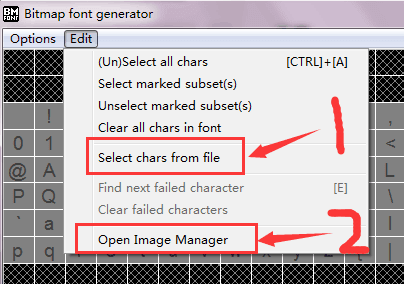 BM FONT Bitmap font generator
Options Edit
(Un)Select all chars [CTRL]+[A]
Select marked subset(s)
Unselect marked subset(s)
Clear all chars in font
Select chars from file
Find next failed character [E]
Clear failed characters
Open Image Manager
1
2
! ,
0 1 <
@ A L
P Q \
` a l
p q |